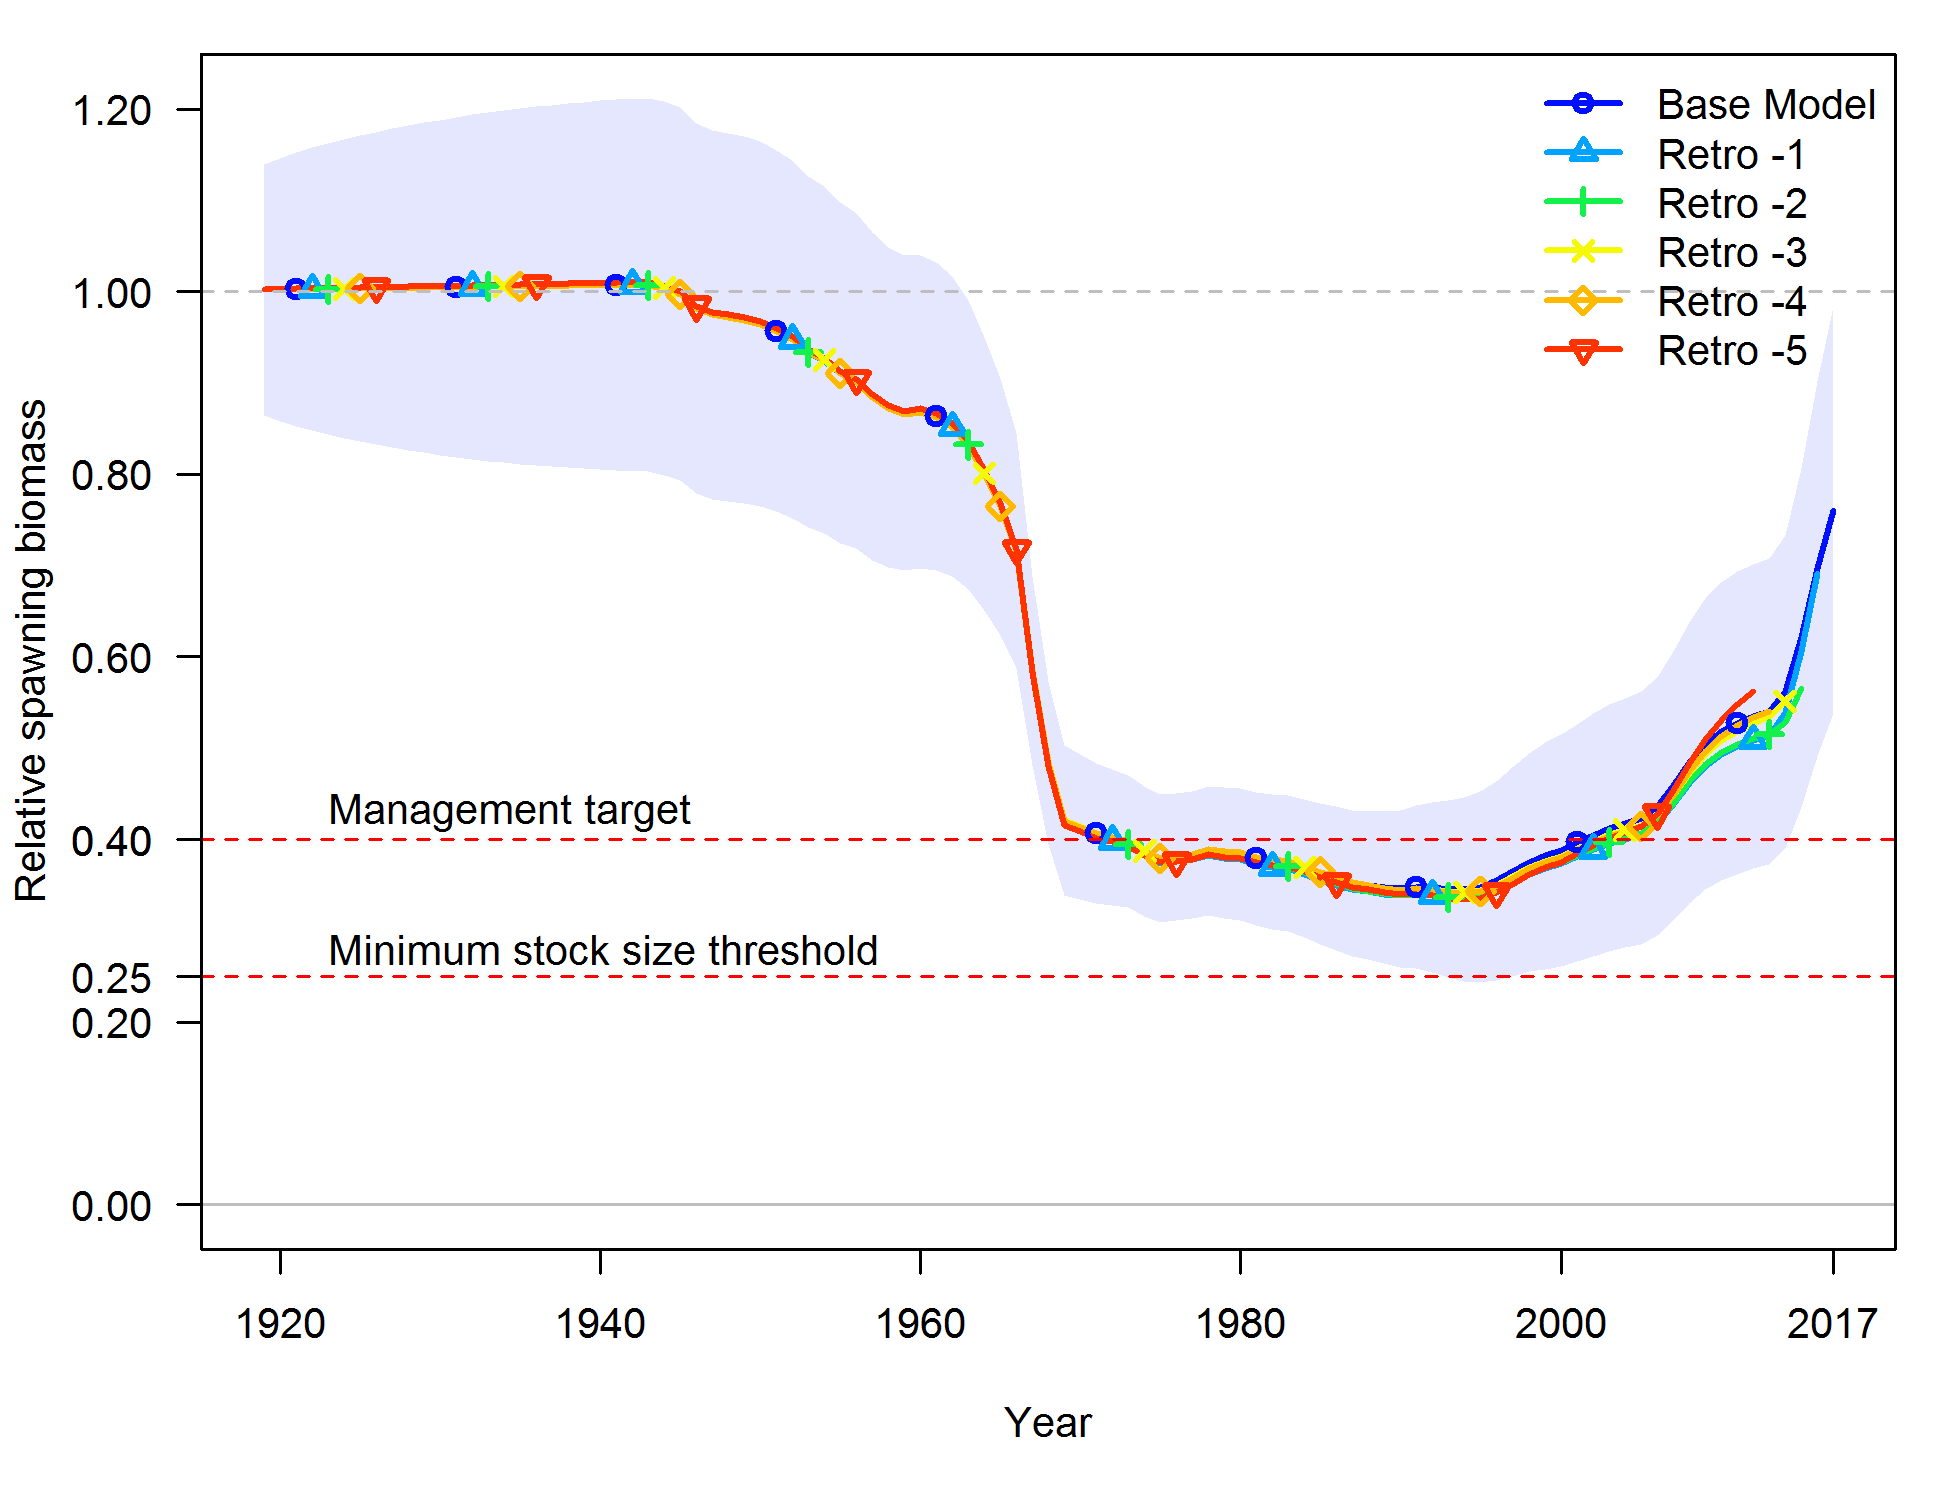 Base Model
Retro -1
Retro -2
Retro -3
Retro -4
Retro -5
Relative spawning biomass
1.20
1.00
0.80
0.60
0.40
0.25
0.20
0.00
Management target
Minimum stock size threshold
1920
1940
1960
1980
2000
2017
Year